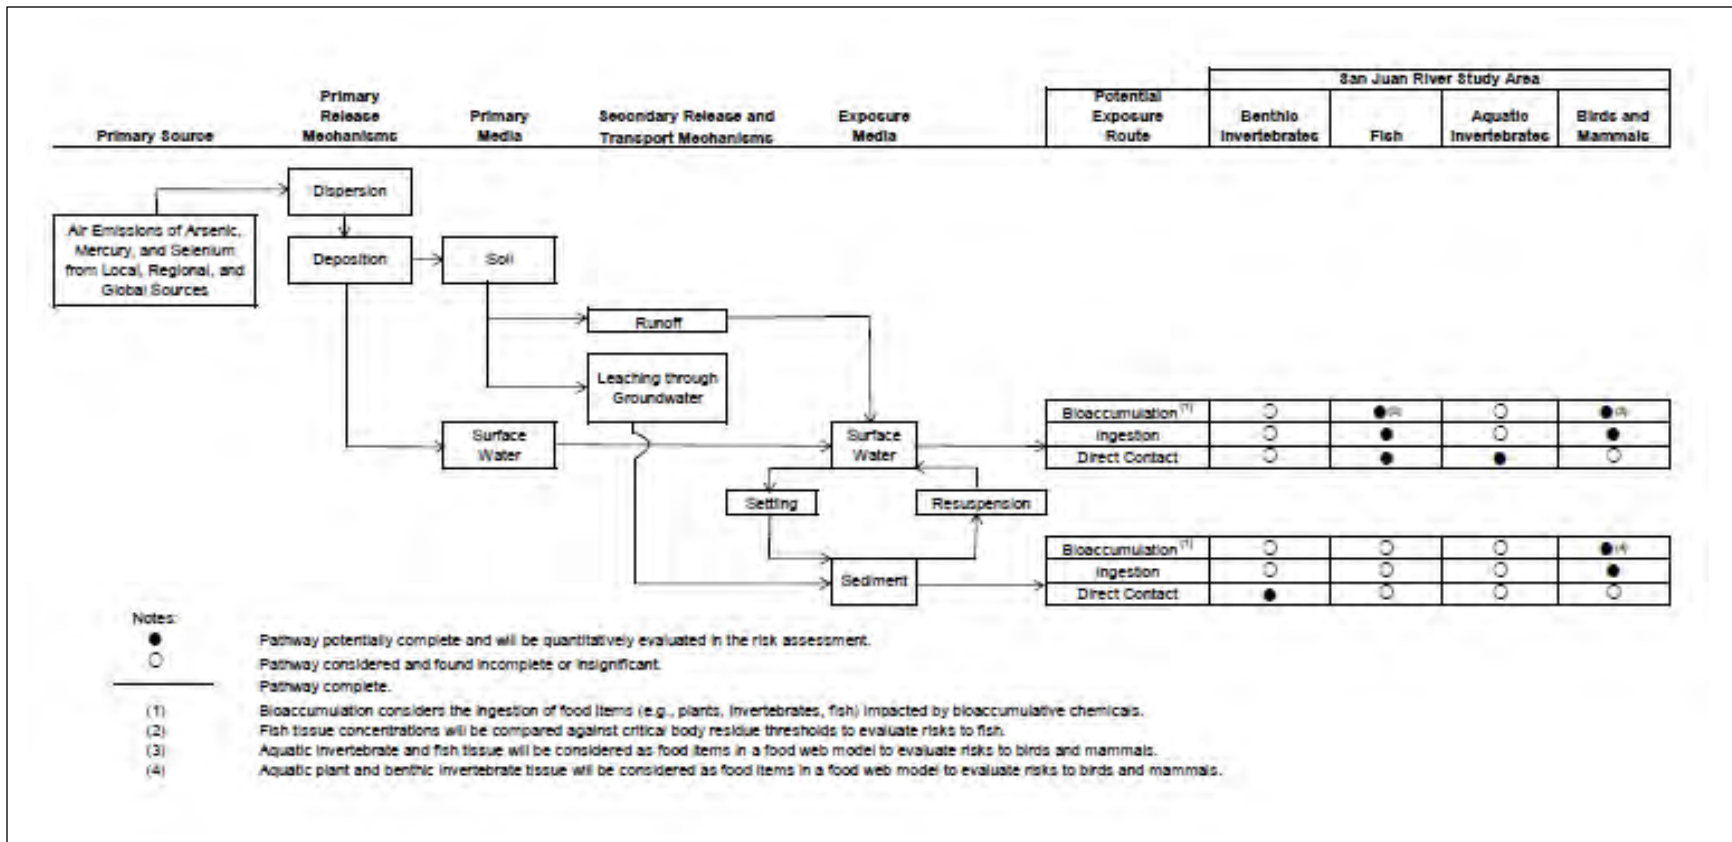 San Juan River Study Area
Primary Source
Primary
Release
Mechanisms
Primary
Media
Secondary Release and
Transport Mechanisms
Exposure
Media
Potential
Exposure
Route
Benthic
Invertebrates
Fish
Aquatic
Invertebrates
Birds and
Mammals
Dispersion
Air Emissions of Arsenic,
Mercury, and Selenium
from Local, Regional, and
Global Sources
Deposition
Soil
Runoff
Leaching through
Groundwater
Surface
Water
Surface
Water
Bioaccumulation (1)
(2)
(3)
Ingestion
Direct Contact
Settling
Resuspension
Sediment
Bioaccumulation (1)
(4)
Ingestion
Direct Contact
Notes:
Pathway potentially complete and will be quantitatively evaluated in the risk assessment.
Pathway considered and found incomplete or insignificant.
Pathway complete.
(1) Bioaccumulation considers the ingestion of food items (e.g., plants, invertebrates, fish) impacted by bioaccumulative chemicals.
(2) Fish tissue concentrations will be compared against critical body residue thresholds to evaluate risks to fish.
(3) Aquatic invertebrate and fish tissue will be considered as food items in a food web model to evaluate risks to birds and mammals.
(4) Aquatic plant and benthic invertebrate tissue will be considered as food items in a food web model to evaluate risks to birds and mammals.